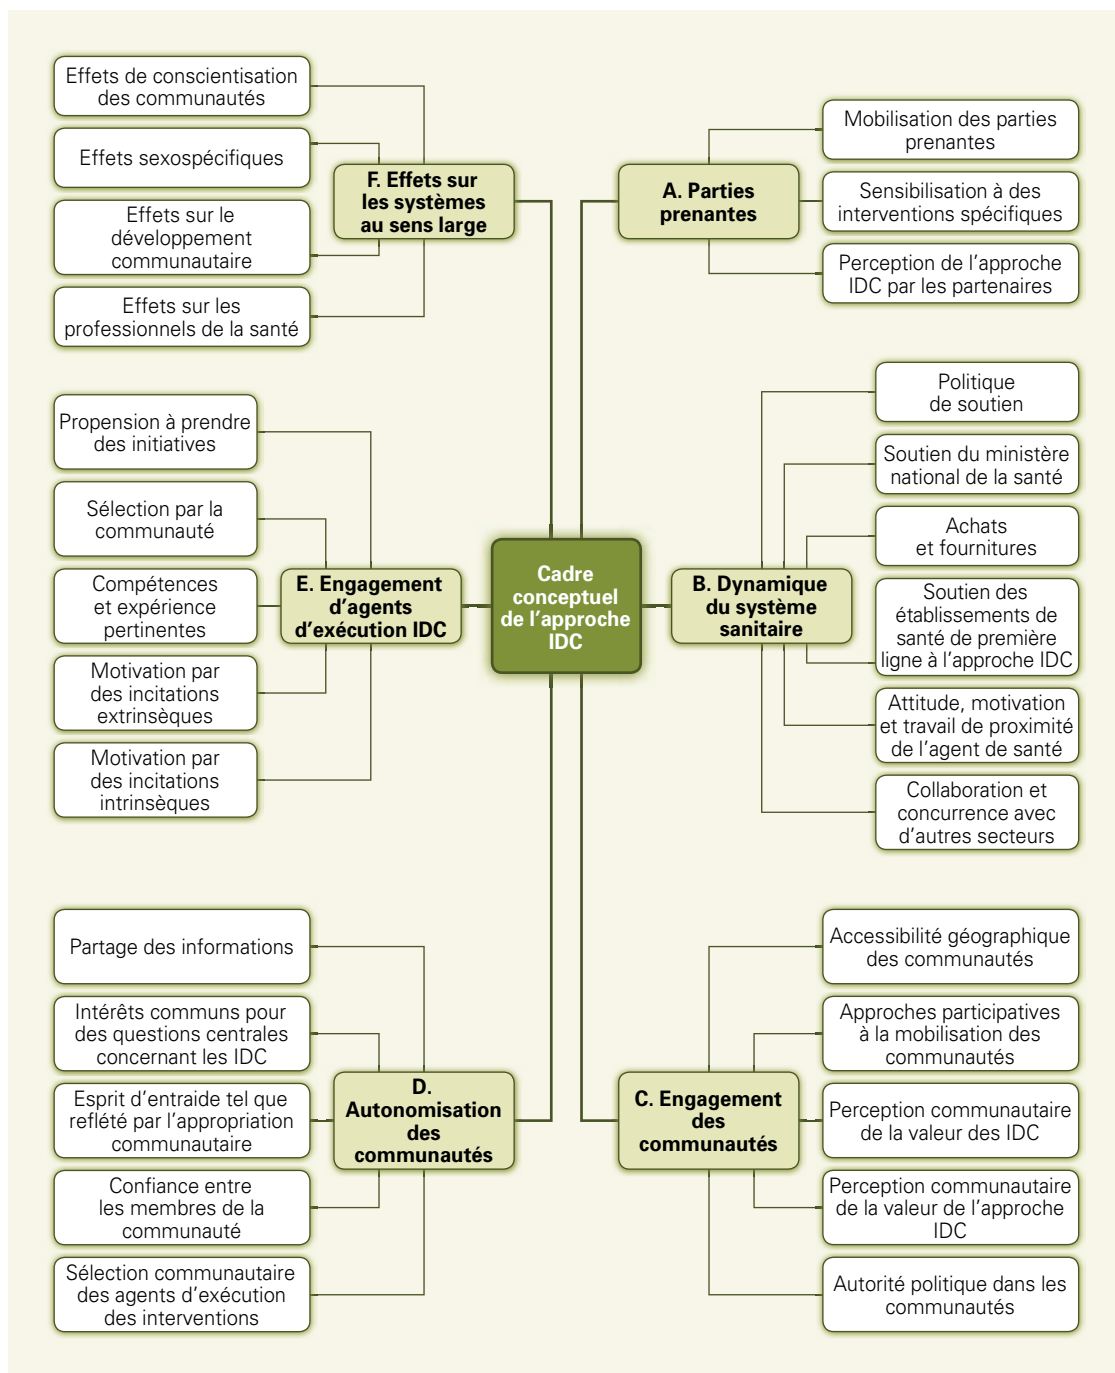 Cadre
conceptuel
de l’approche
IDC
A. Parties
prenantes
Mobilisation des parties
prenantes
Sensibilisation à des
interventions spécifiques
Perception de l’approche
IDC par les partenaires
B. Dynamique
du système
sanitaire
Politique
de soutien
Soutien du ministère
national de la santé
Achats
et fournitures
Soutien des
établissements de
santé de première
ligne à l’approche IDC
Attitude, motivation
et travail de proximité
de l’agent de santé
Collaboration et
concurrence avec
d’autres secteurs
C. Engagement
des
communautés
Accessibilité géographique
des communautés
Approches participatives
à la mobilisation des
communautés
Perception communautaire
de la valeur des IDC
Perception communautaire
de la valeur de l’approche
IDC
Autorité politique dans les
communautés
D.
Autonomisation
des
communautés
Partage des informations
Intérêts communs pour
des questions centrales
concernant les IDC
Esprit d’entraide tel que
reflété par l’appropriation
communautaire
Confiance entre
les membres de la
communauté
Sélection communautaire
des agents d’exécution
des interventions
E. Engagement
d’agents
d’exécution IDC
Propension à prendre
des initiatives
Sélection par la
communauté
Compétences
et expérience
pertinentes
Motivation par
des incitations
extrinsèques
Motivation par
des incitations
intrinsèques
F. Effets sur
les systèmes
au sens large
Effets de conscientisation
des communautés
Effets sexospécifiques
Effets sur le
développement
communautaire
Effets sur les
professionnels de la santé